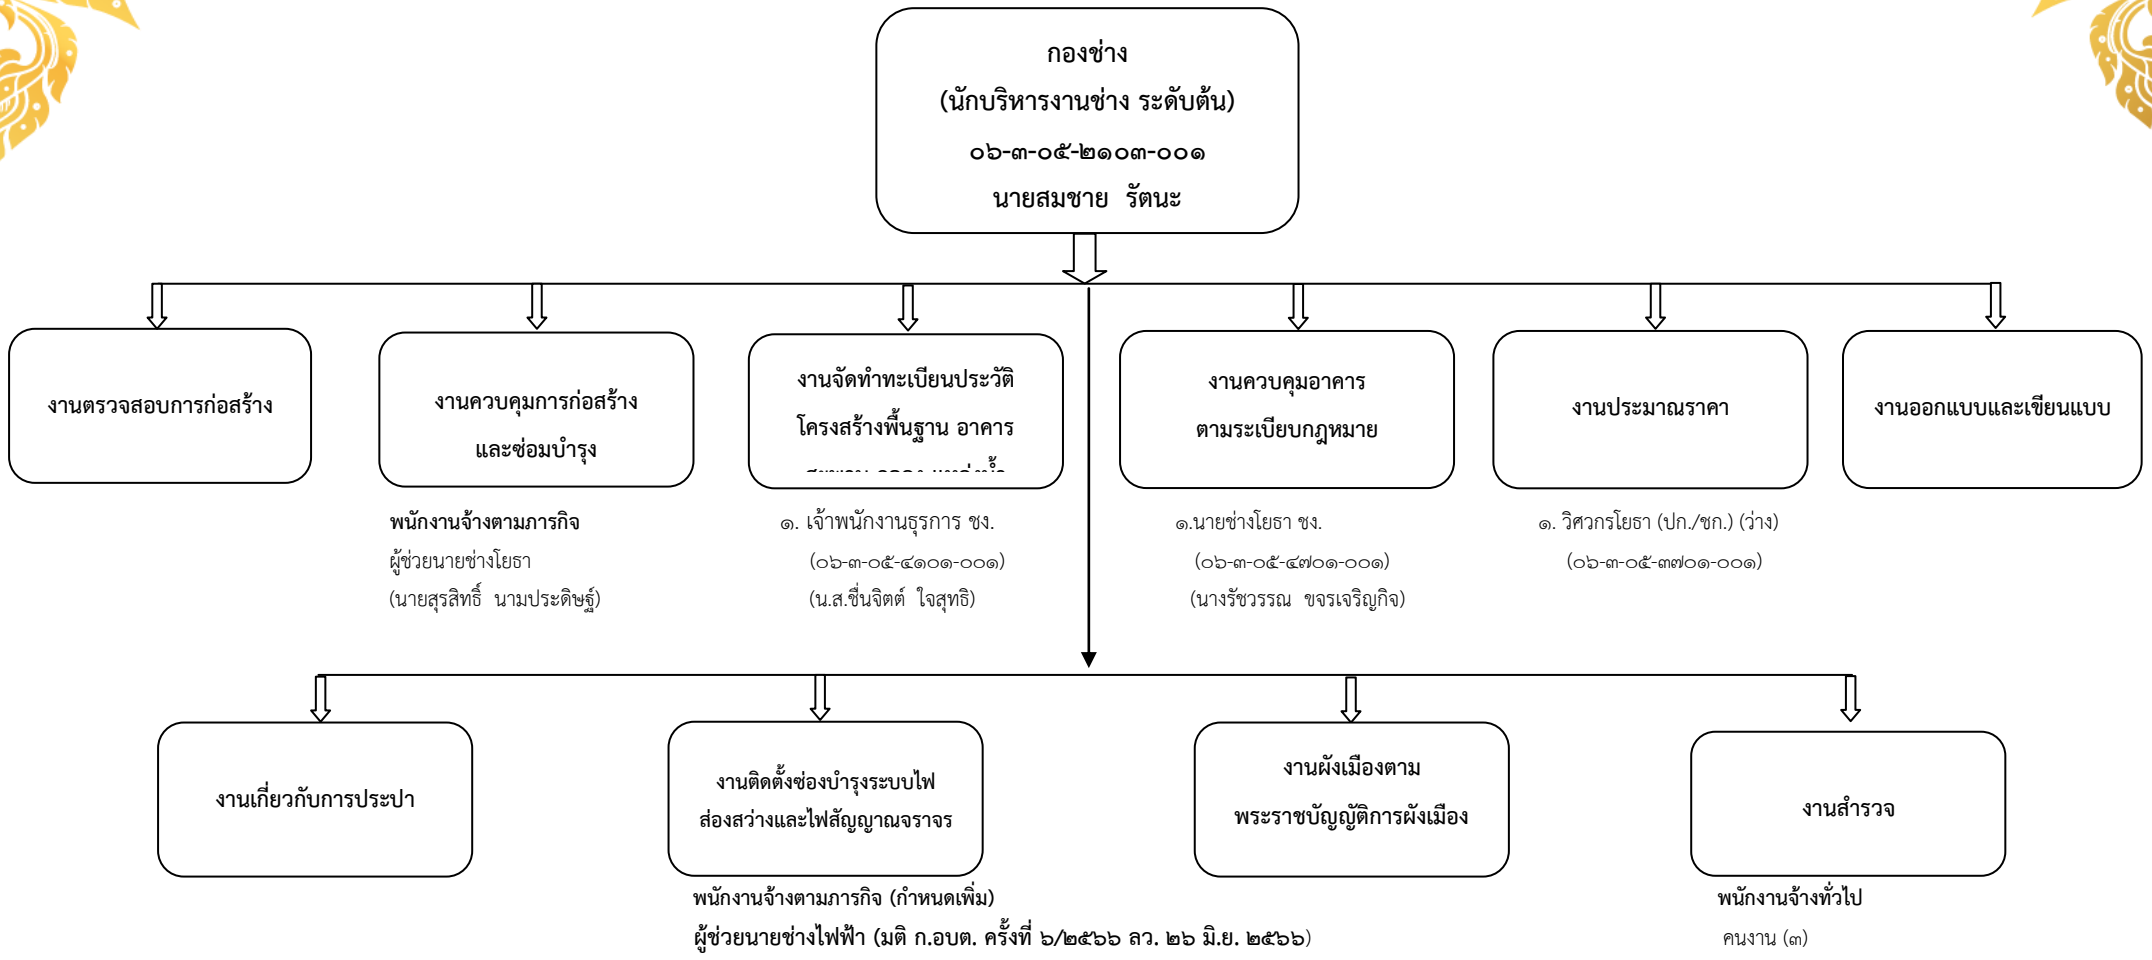 กองช่าง
(นักบริหารงานช่าง ระดับต้น)
๐๖-๓-๐๕-๒๑๐๓-๐๐๑
นายสมชาย รัตนะ
งานตรวจสอบการก่อสร้าง
งานควบคุมการก่อสร้าง
และซ่อมบำรุง
งานจัดทำทะเบียนประวัติ
โครงสร้างพื้นฐาน อาคาร
งานควบคุมอาคาร
ตามระเบียบกฎหมาย
งานประมาณราคา
งานออกแบบและเขียนแบบ
พนักงานจ้างตามภารกิจ
ผู้ช่วยนายช่างโยธา
(นายสุรสิทธิ์ นามประดิษฐ์)
๑. เจ้าพนักงานธุรการ ชง.
(๐๖-๓-๐๕-๔๑๐๑-๐๐๑)
(น.ส.ชื่นจิตต์ ใจสุทธิ)
๑.นายช่างโยธา ชง.
(๐๖-๓-๐๕-๔๗๐๑-๐๐๑)
(นางรัชวรรณ ขจรเจริญกิจ)
๑. วิศวกรโยธา (ปก./ชก.) (ว่าง)
(๐๖-๓-๐๕-๓๗๐๑-๐๐๑)
งานเกี่ยวกับการประปา
งานติดตั้งซ่องบำรุงระบบไฟ
ส่องสว่างและไฟสัญญาณจราจร
งานผังเมืองตาม
พระราชบัญญัติการผังเมือง
งานสำรวจ
พนักงานจ้างตามภารกิจ (กำหนดเพิ่ม)
ผู้ช่วยนายช่างไฟฟ้า (มติ ก.อบต. ครั้งที่ ๖/๒๕๖๖ ลว. ๒๖ มิ.ย. ๒๕๖๖)
พนักงานจ้างทั่วไป
คนงาน (๓)